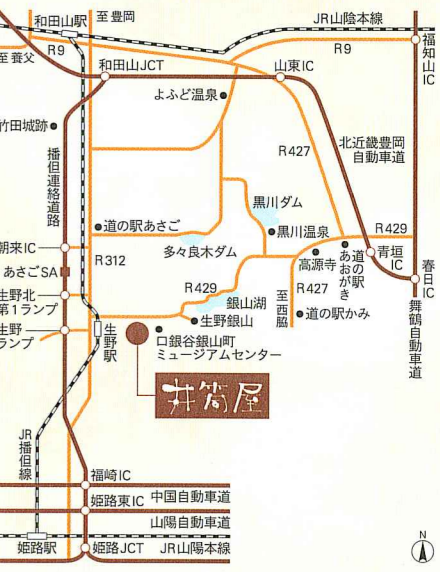 和田山駅
至 豊岡
JR山陰本線
R9
R9
至 養父
和田山JCT
山東IC
福知山IC
よふど温泉
竹田城跡
R427
北近畿豊岡
自動車道
播但連絡道路
黒川ダム
道の駅あさご
黒川温泉
R429
多々良木ダム
朝来IC
R312
高源寺
道の駅
あおがき
青垣IC
あさごSA
R429
銀山湖
至 西脇
R427
春日IC
生野北
第1ランプ
生野銀山
道の駅かみ
舞鶴自動車道
生野
ランプ
生野駅
口銀谷銀山町
ミュージアムセンター
井筒屋
JR播但線
福崎IC
中国自動車道
姫路東IC
山陽自動車道
姫路駅
姫路JCT
JR山陽本線
N